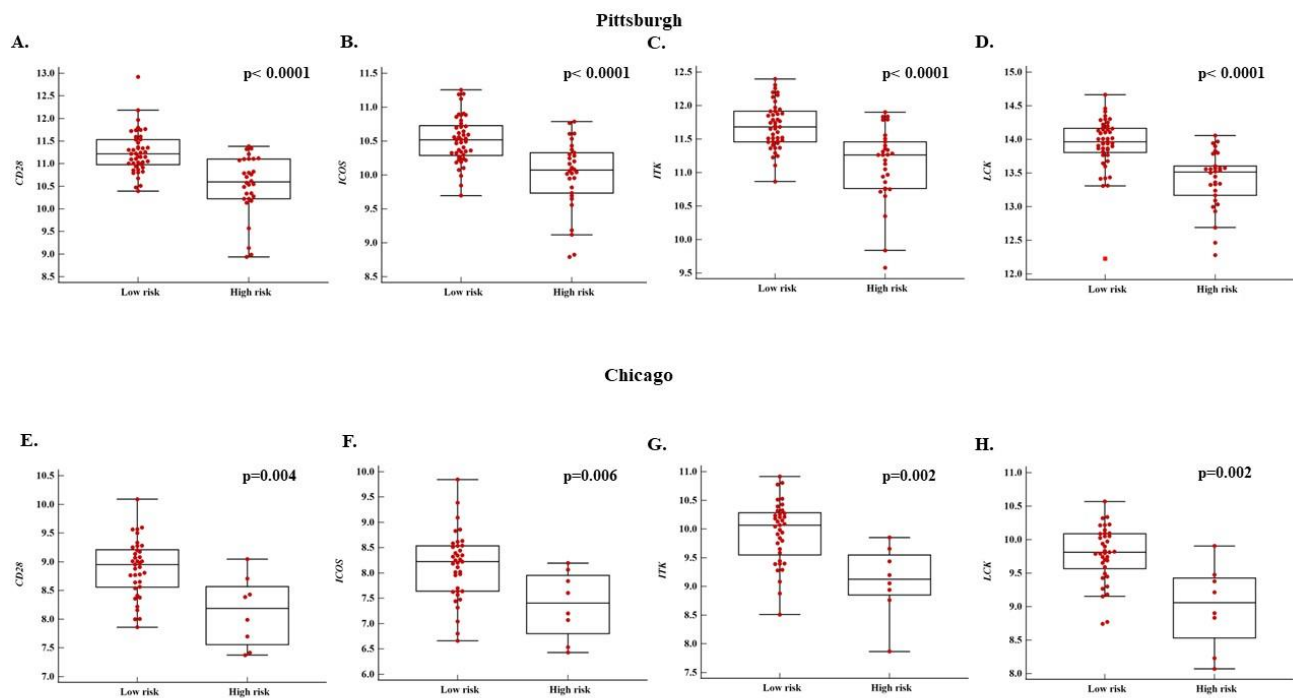 Pittsburgh
A.
B.
C.
D.
p< 0.0001
p< 0.0001
p< 0.0001
p< 0.0001
CD28
13.0
12.5
12.0
11.5
11.0
10.5
10.0
9.5
9.0
8.5
Low risk High risk
ICOS
11.5
11.0
10.5
10.0
9.5
9.0
8.5
Low risk High risk
ITK
12.5
12.0
11.5
11.0
10.5
10.0
9.5
Low risk High risk
LCK
15.0
14.5
14.0
13.5
13.0
12.5
12.0
Low risk High risk
Chicago
E.
F.
G.
H.
p=0.004
p=0.006
p=0.002
p=0.002
CD28
10.5
10.0
9.5
9.0
8.5
8.0
7.5
7.0
Low risk High risk
ICOS
10.0
9.5
9.0
8.5
8.0
7.5
7.0
6.5
6.0
Low risk High risk
ITK
11.0
10.5
10.0
9.5
9.0
8.5
8.0
7.5
Low risk High risk
LCK
11.0
10.5
10.0
9.5
9.0
8.5
8.0
Low risk High risk